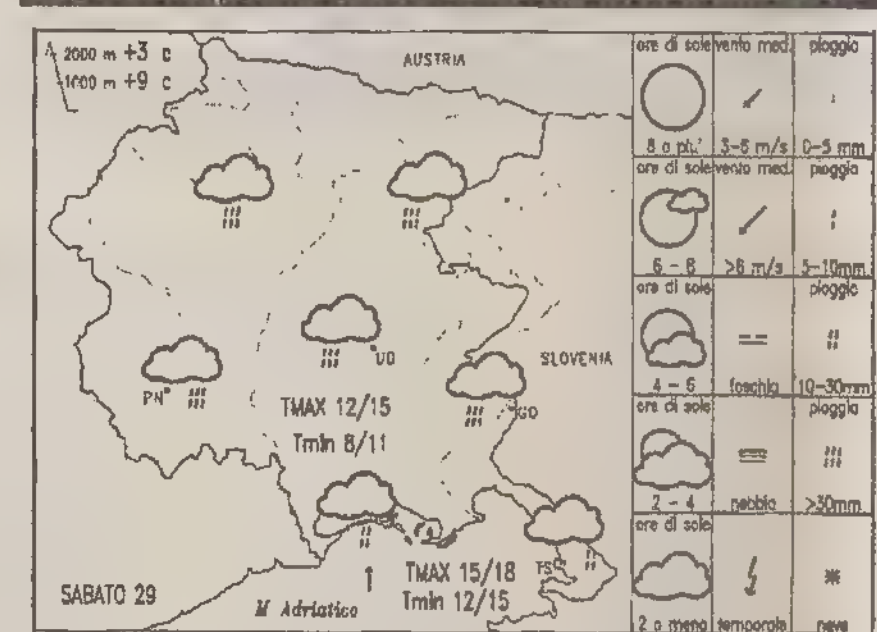 2000 m +3 c
1000 m +9 c
AUSTRIA
SLOVENIA
UD
PN
GO
TMAX 12/15
Tmin 8/11
TS
TMAX 15/18
Tmin 12/15
SABATO 29
M Adriatico
ore di sole vento med. pioggia
8 o piu' 3-6 m/s 0-5 mm
ore di sole vento med. pioggia
6 - 8 >6 m/s 5-10mm
ore di sole pioggia
4 - 6 foschia 10-30mm
ore di sole pioggia
2 - 4 nebbia >30mm
ore di sole
2 o meno temporale neve